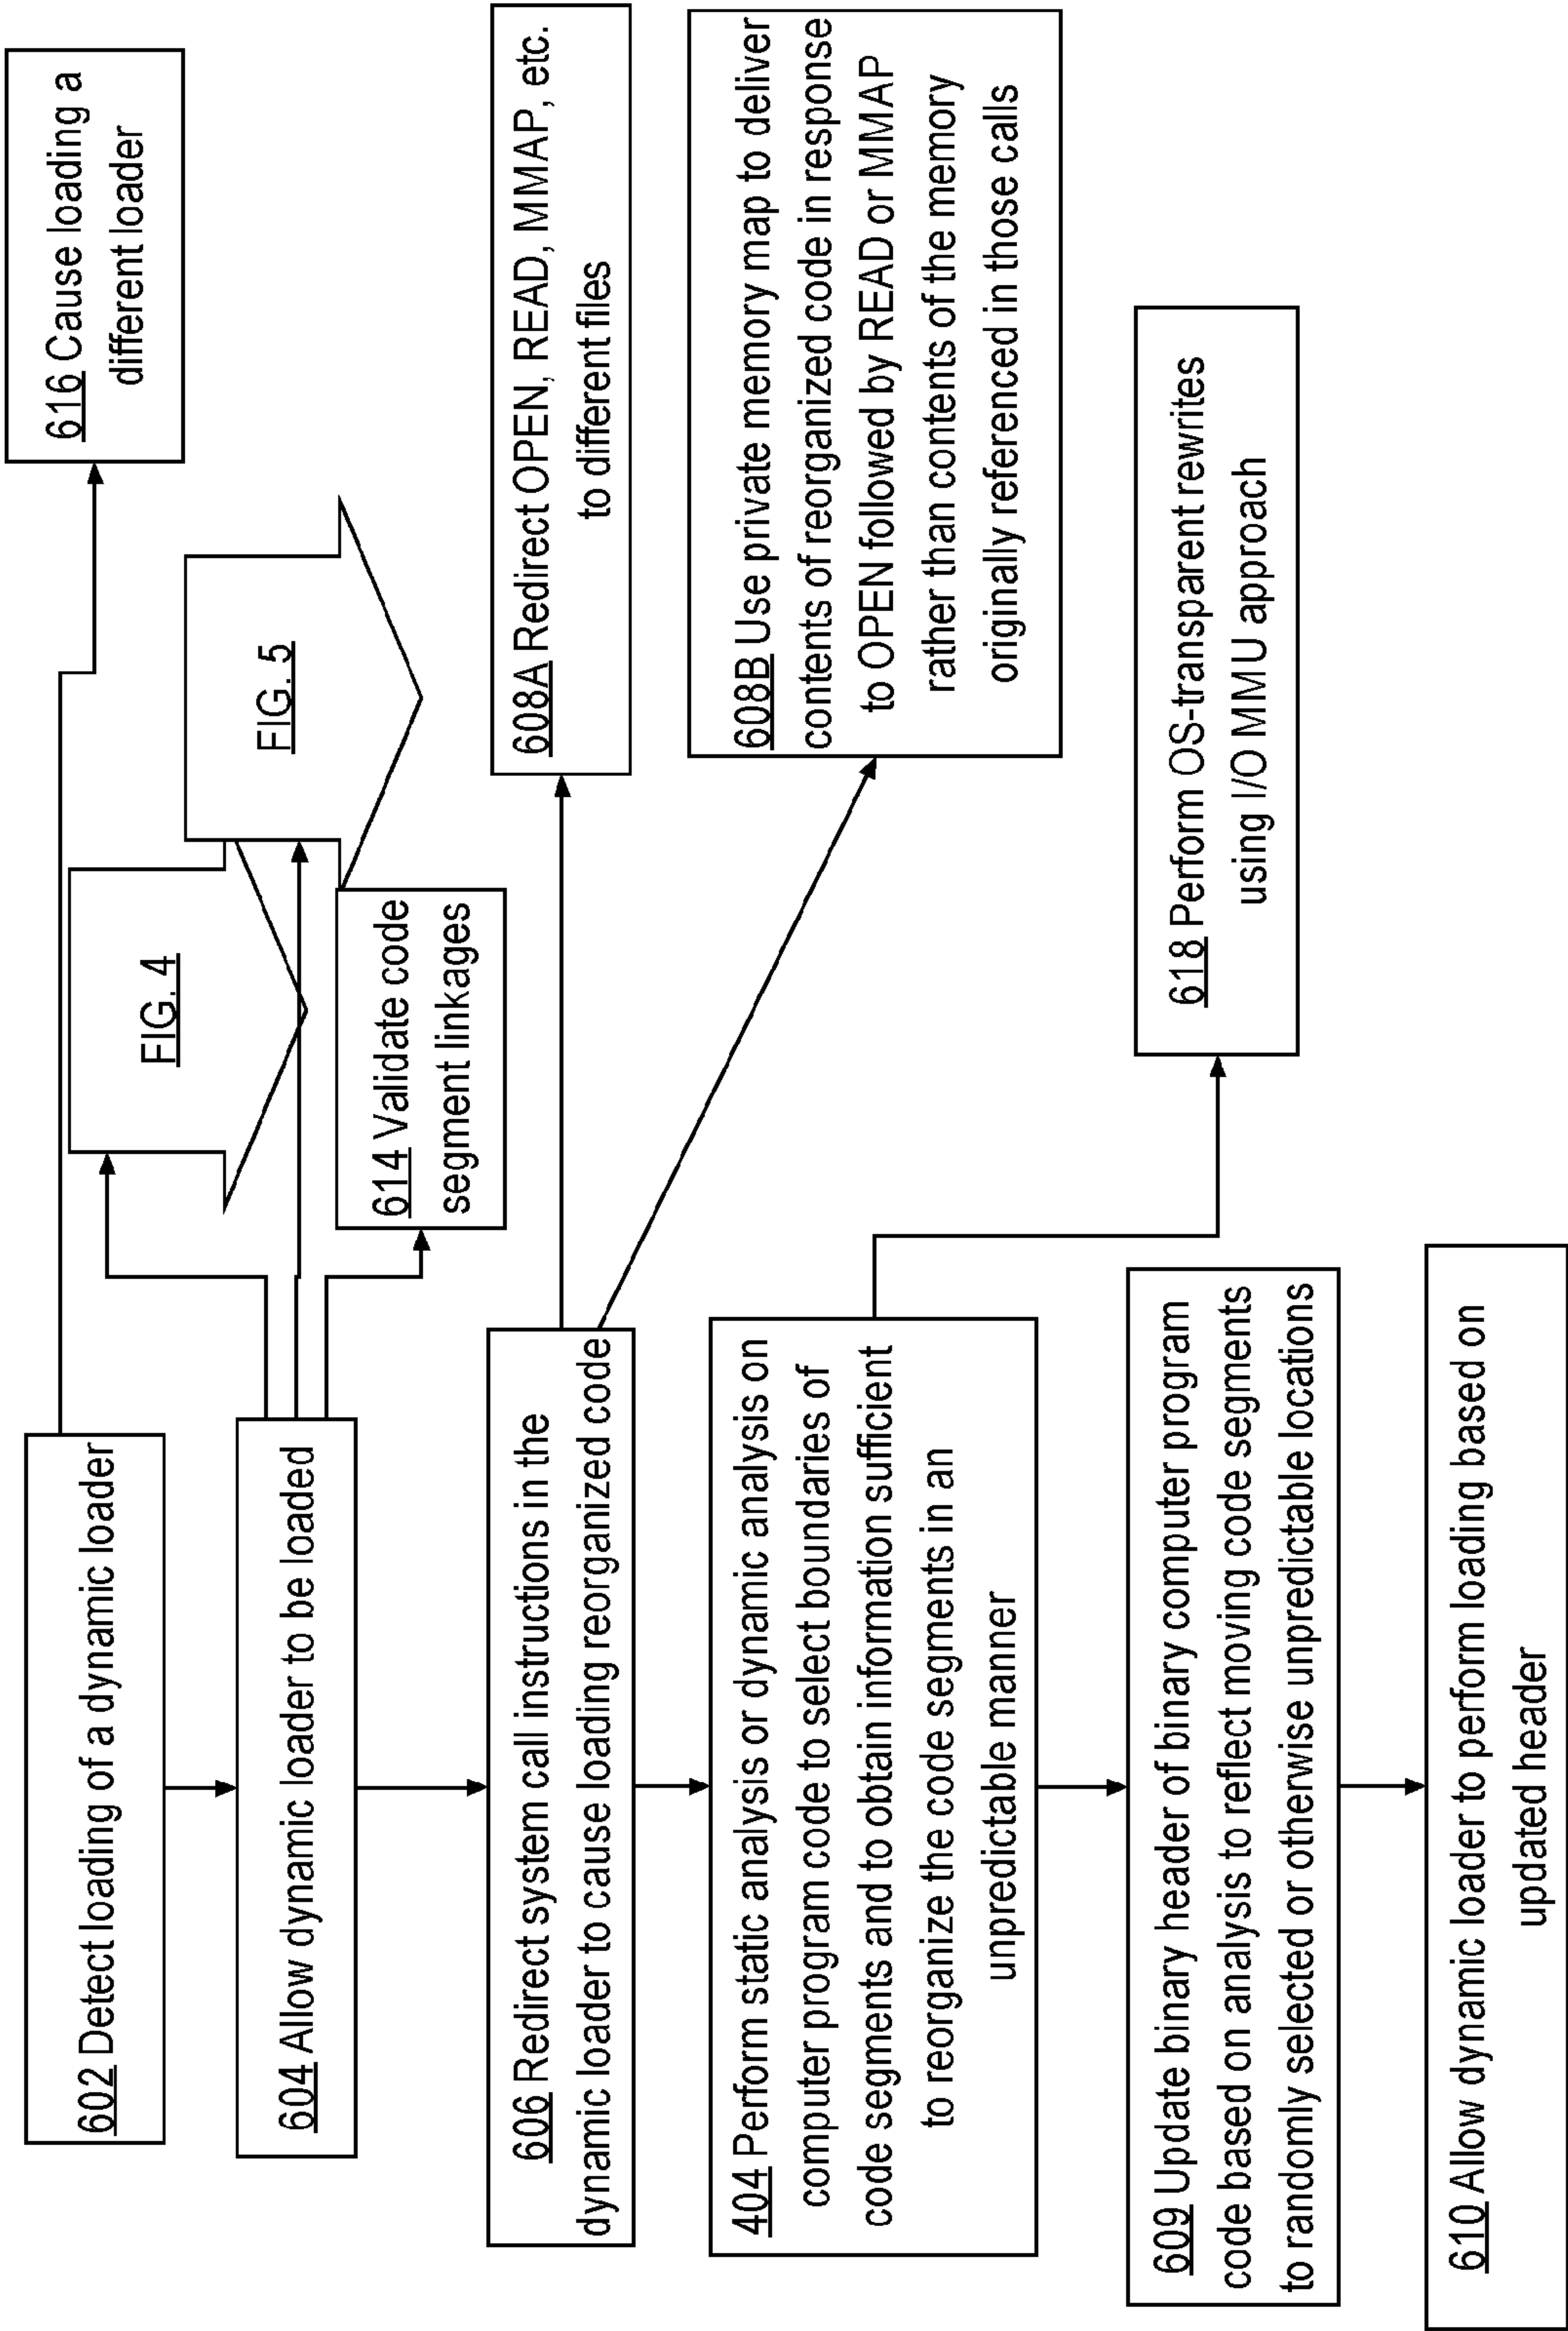 602 Detect loading of a dynamic loader
616 Cause loading a
different loader
604 Allow dynamic loader to be loaded
FIG. 4
FIG. 5
614 Validate code
segment linkages
606 Redirect system call instructions in the
dynamic loader to cause loading reorganized code
608A Redirect OPEN, READ, MMAP, etc.
to different files
608B Use private memory map to deliver
contents of reorganized code in response
to OPEN followed by READ or MMAP
rather than contents of the memory
originally referenced in those calls
404 Perform static analysis or dynamic analysis on
computer program code to select boundaries of
code segments and to obtain information sufficient
to reorganize the code segments in an
unpredictable manner
618 Perform OS-transparent rewrites
using I/O MMU approach
609 Update binary header of binary computer program
code based on analysis to reflect moving code segments
to randomly selected or otherwise unpredictable locations
610 Allow dynamic loader to perform loading based on
updated header